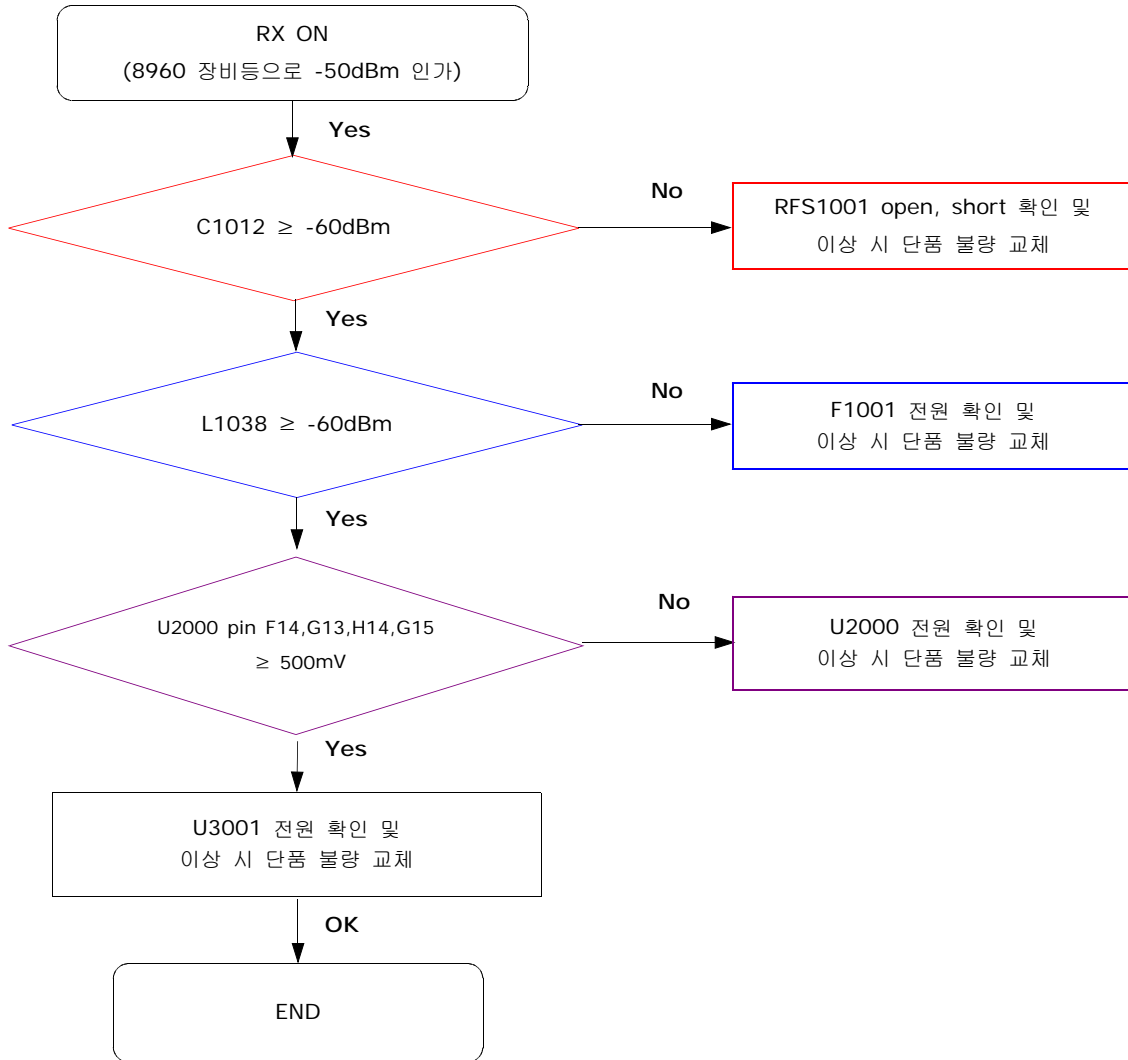 RX ON
(8960 장비등으로 -50dBm 인가)
Yes
C1012 ≥ -60dBm
No
RFS1001 open, short 확인 및
이상 시 단품 불량 교체
Yes
L1038 ≥ -60dBm
No
F1001 전원 확인 및
이상 시 단품 불량 교체
Yes
U2000 pin F14,G13,H14,G15
≥ 500mV
No
U2000 전원 확인 및
이상 시 단품 불량 교체
Yes
U3001 전원 확인 및
이상 시 단품 불량 교체
OK
END